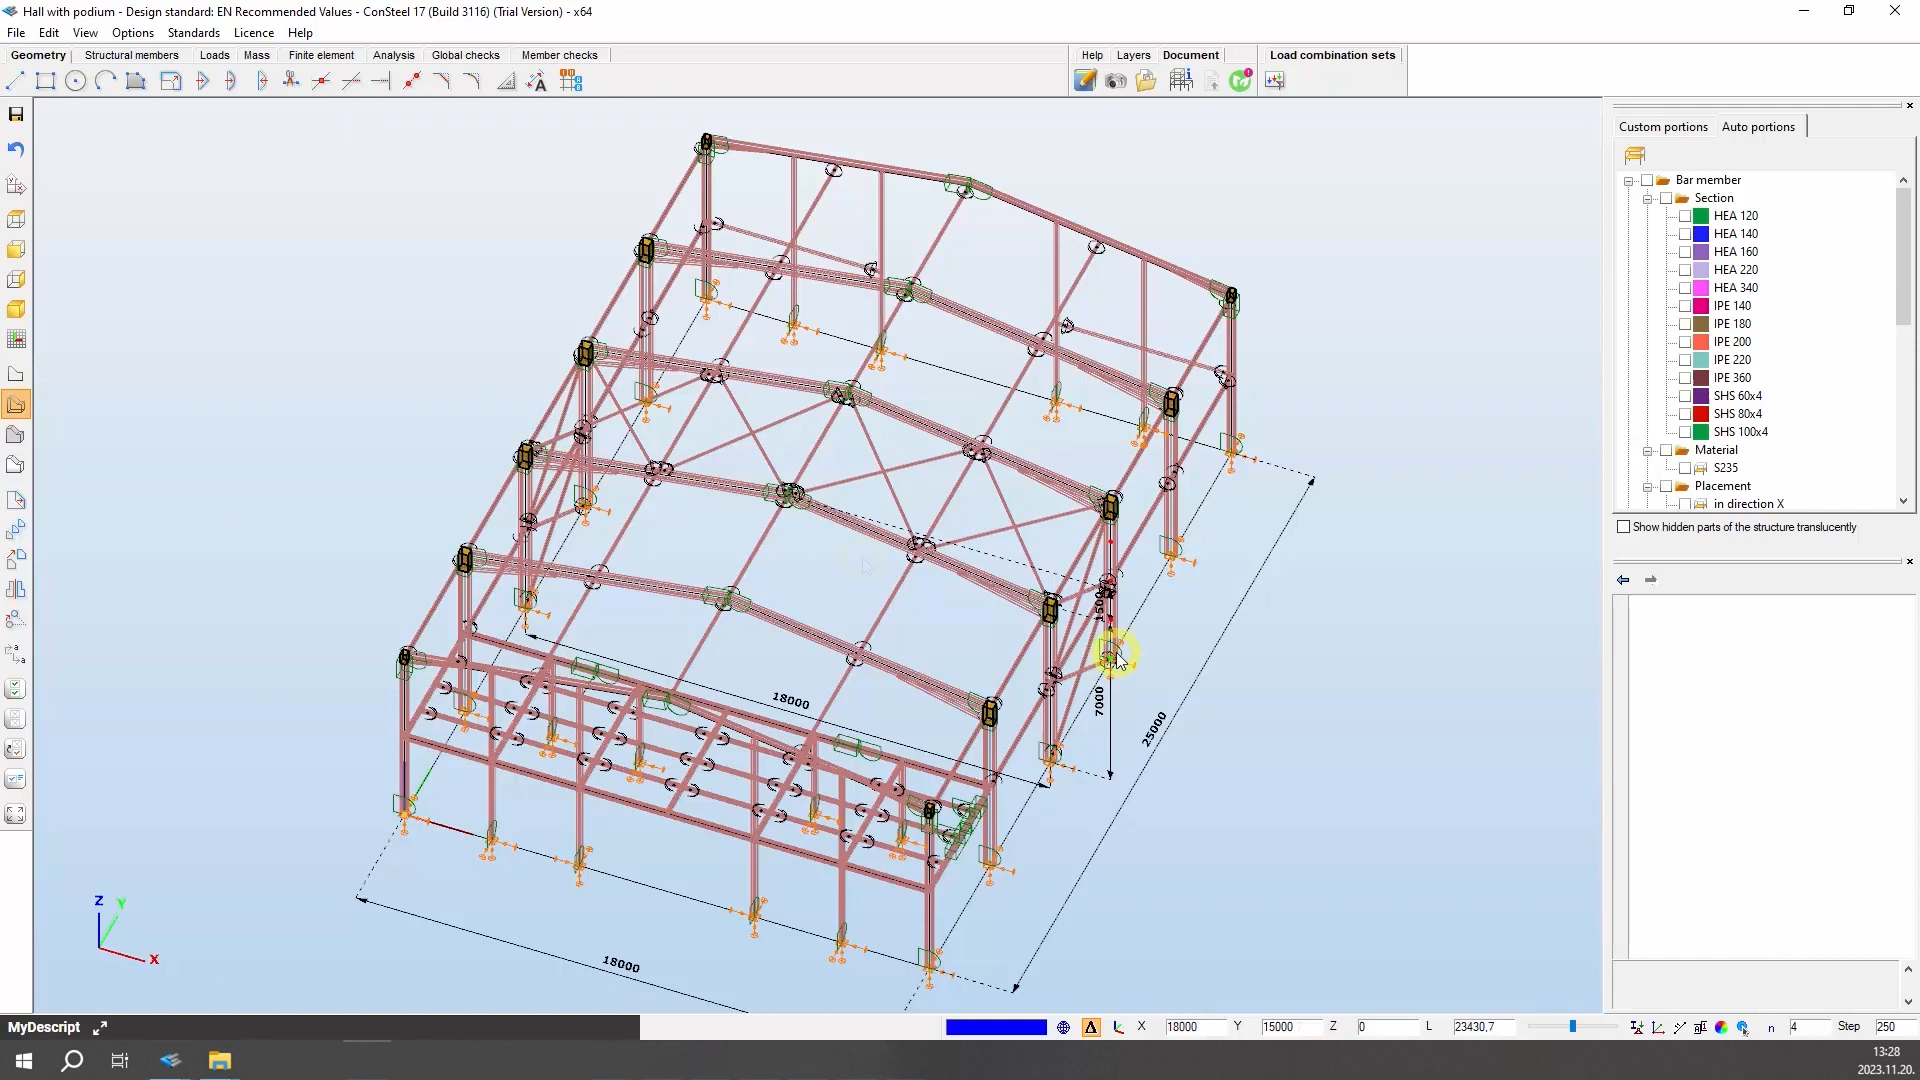 Hall with podium - Design standard: EN Recommended Values - ConSteel 17 (Build 3116) (Trial Version) - x64
File Edit View Options Standards Licence Help
Geometry Structural members Loads Mass Finite element Analysis Global checks Member checks
Help Layers Document
Load combination sets
Custom portions Auto portions
Bar member
Section
HEA 120
HEA 140
HEA 160
HEA 220
HEA 340
IPE 140
IPE 180
IPE 200
IPE 220
IPE 360
SHS 60x4
SHS 80x4
SHS 100x4
Material
S235
Placement
in direction X
Show hidden parts of the structure translucently
1500
7000
25000
18000
18000
Z Y
X
MyDescript
X 18000 Y 15000 Z 0 L 23430,7 n 4 Step 250
13:28
2023.11.20.